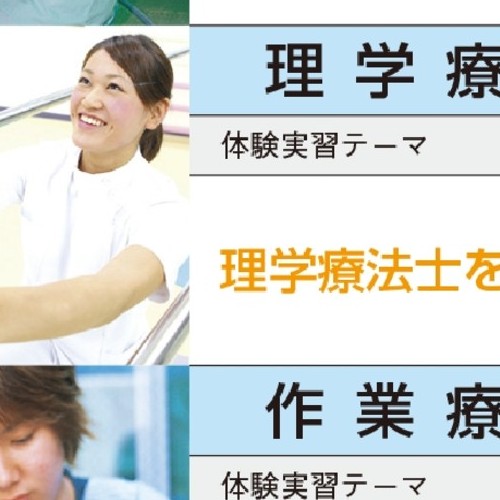 理学療
体験実習テーマ
理学療法士を
作業療
体験実習テーマ